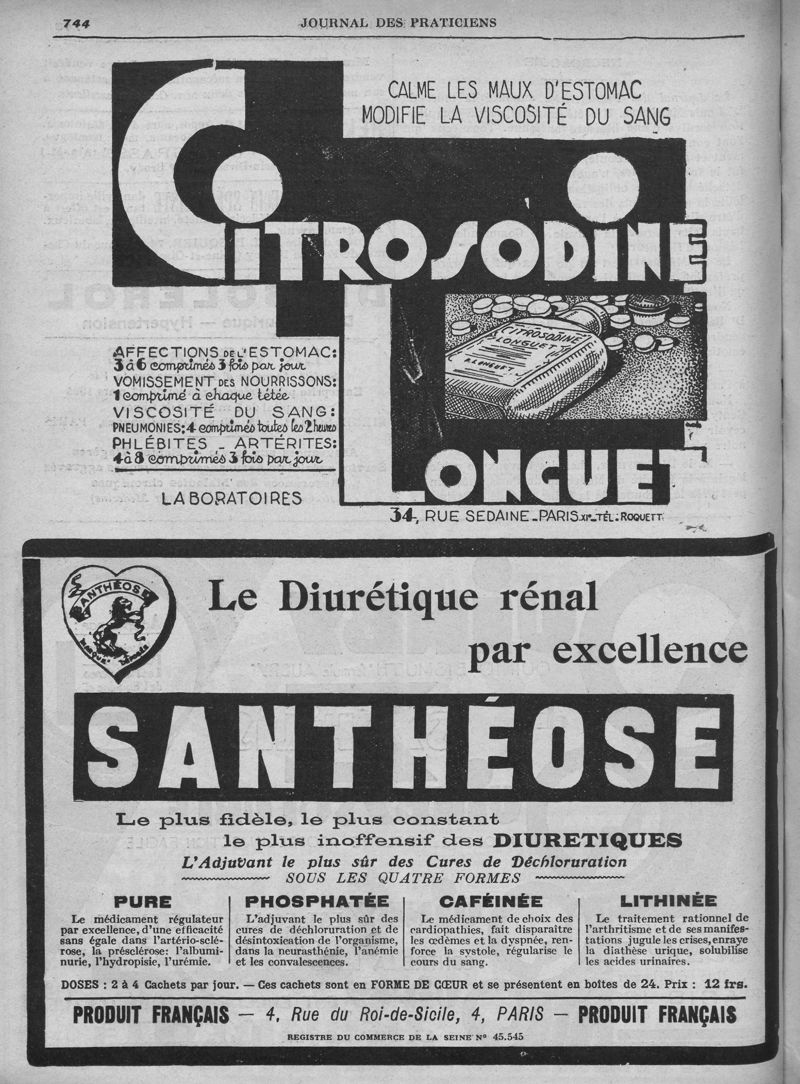 744
JOURNAL DES PRATICIENS
CALME LES MAUX D'ESTOMAC
MODIFIE LA VISCOSITÉ DU SANG
CITROSODINE
CITROSODINE
LONGUET
A.LONGUET.
AFFECTIONS DE L'ESTOMAC:
3 à 6 comprimés 3 fois par jour
VOMISSEMENT DES NOURRISSONS:
1 comprimé à chaque tétée
VISCOSITÉ DU SANG:
PNEUMONIES: 4 comprimés toutes les 2 heures
PHLÉBITES - ARTÉRITES:
4 à 8 comprimés 3 fois par jour
LABORATOIRES
LONGUET
34, RUE SEDAINE - PARIS XIe - TÉL: ROQUETT.
SANTHÉOSE
Le Diurétique rénal
par excellence
SANTHÉOSE
Le plus fidèle, le plus constant
le plus inoffensif des DIURETIQUES
L'Adjuvant le plus sûr des Cures de Déchloruration
SOUS LES QUATRE FORMES
PURE
Le médicament régulateur
par excellence, d'une efficacité
sans égale dans l'artério-sclé-
rose, la présclérose: l'albumi-
nurie, l'hydropisie, l'urémie.
PHOSPHATÉE
L'adjuvant le plus sûr des
cures de déchloruration et de
désintoxication de l'organisme,
dans la neurasthénie, l'anémie
et les convalescences.
CAFÉINÉE
Le médicament de choix des
cardiopathies, fait disparaître
les œdèmes et la dyspnée, ren-
force la systole, régularise le
cours du sang.
LITHINÉE
Le traitement rationnel de
l'arthritisme et de ses manifes-
tations jugule les crises, enraye
la diathèse urique, solubilise
les acides urinaires.
DOSES : 2 à 4 Cachets par jour. — Ces cachets sont en FORME DE CŒUR et se présentent en boîtes de 24. Prix : 12 frs.
PRODUIT FRANÇAIS — 4, Rue du Roi-de-Sicile, 4, PARIS — PRODUIT FRANÇAIS
REGISTRE DU COMMERCE DE LA SEINE N° 45.545